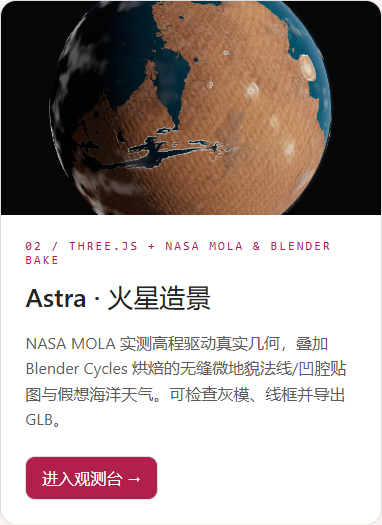 02 / THREE.JS + NASA MOLA & BLENDER
BAKE
Astra · 火星造景
NASA MOLA 实测高程驱动真实几何，叠加
Blender Cycles 烘焙的无缝微地貌法线/凹腔贴
图与假想海洋天气。可检查灰模、线框并导出
GLB。
进入观测台 →